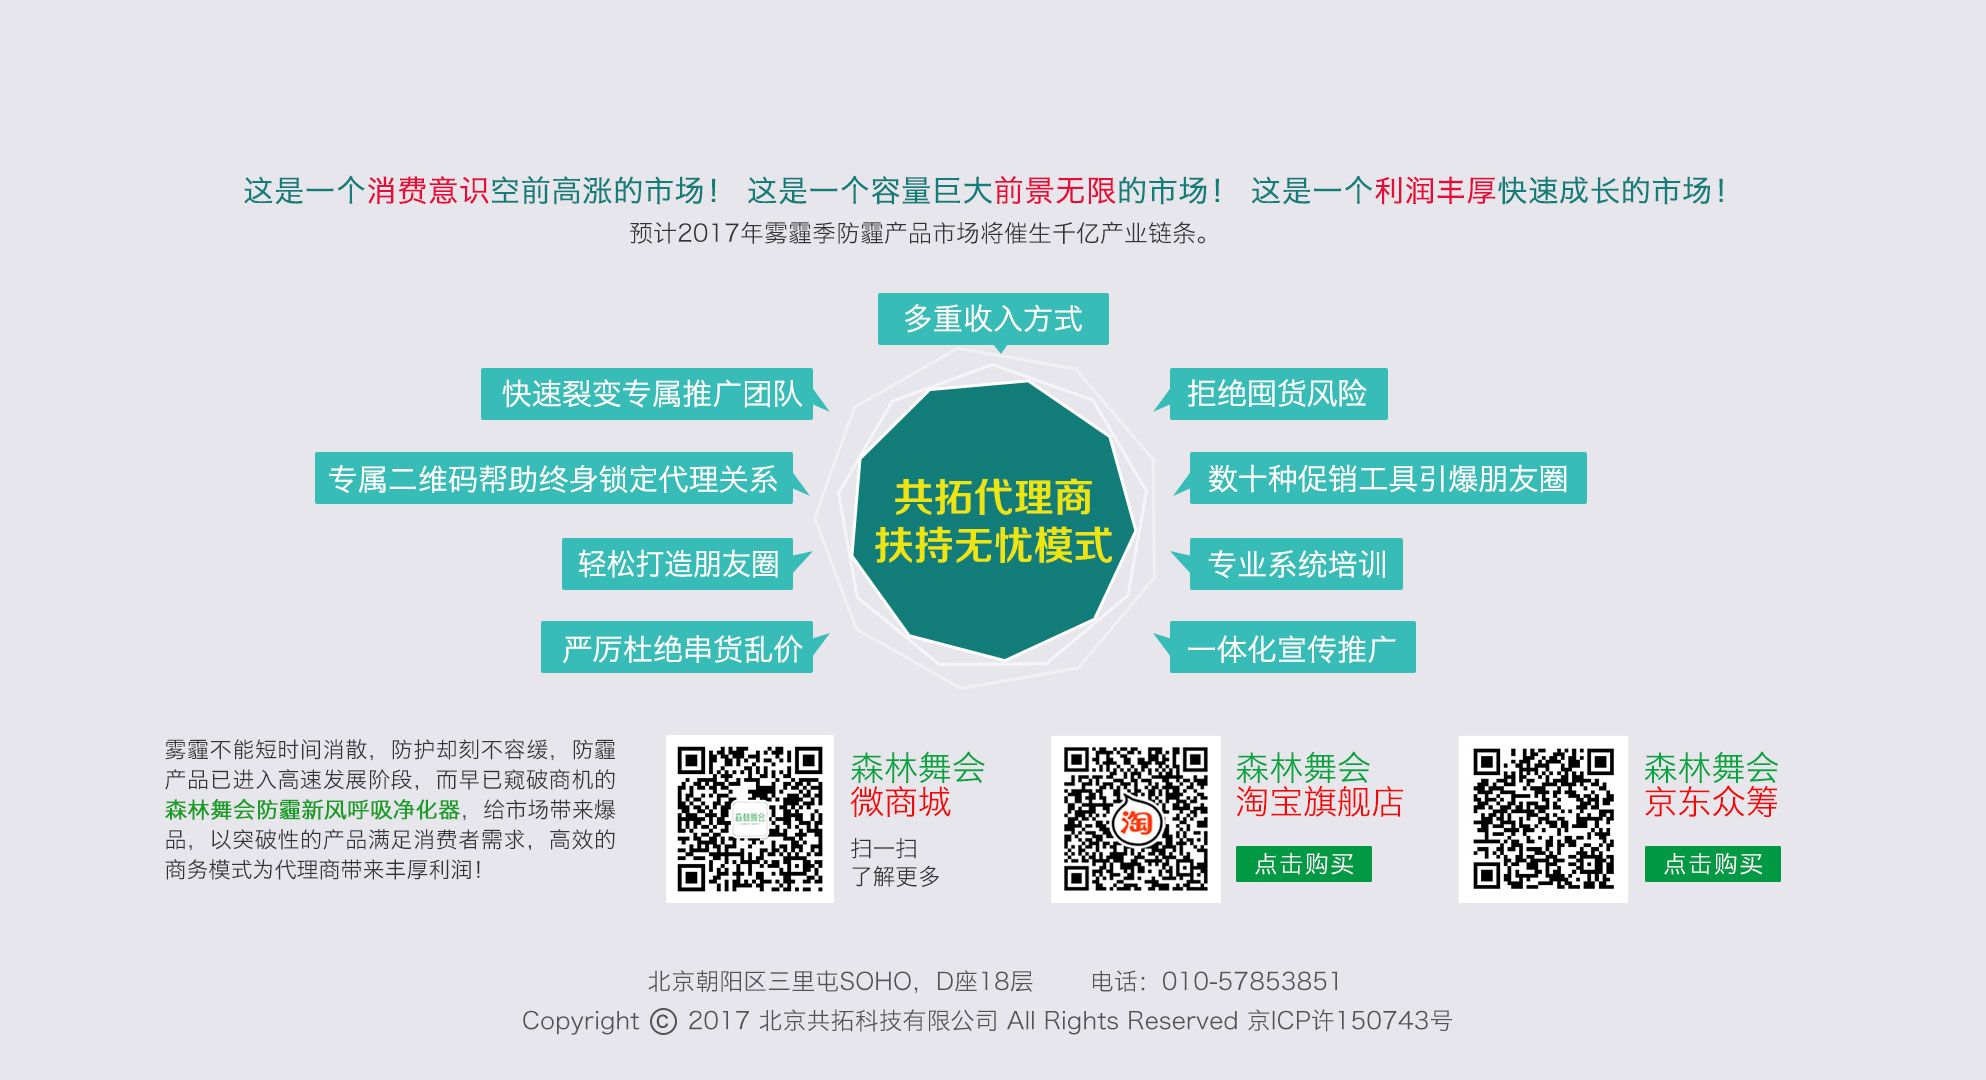 这是一个消费意识空前高涨的市场！ 这是一个容量巨大前景无限的市场！ 这是一个利润丰厚快速成长的市场！
预计2017年雾霾季防霾产品市场将催生千亿产业链条。
多重收入方式
快速裂变专属推广团队
拒绝囤货风险
专属二维码帮助终身锁定代理关系
数十种促销工具引爆朋友圈
共拓代理商
扶持无忧模式
轻松打造朋友圈
专业系统培训
严厉杜绝串货乱价
一体化宣传推广
雾霾不能短时间消散，防护却刻不容缓，防霾
产品已进入高速发展阶段，而早已窥破商机的
森林舞会防霾新风呼吸净化器，给市场带来爆
品，以突破性的产品满足消费者需求，高效的
商务模式为代理商带来丰厚利润！
森林舞会
森林舞会
微商城
扫一扫
了解更多
淘
森林舞会
淘宝旗舰店
点击购买
森林舞会
京东众筹
点击购买
北京朝阳区三里屯SOHO，D座18层 电话：010-57853851
Copyright © 2017 北京共拓科技有限公司 All Rights Reserved 京ICP许150743号